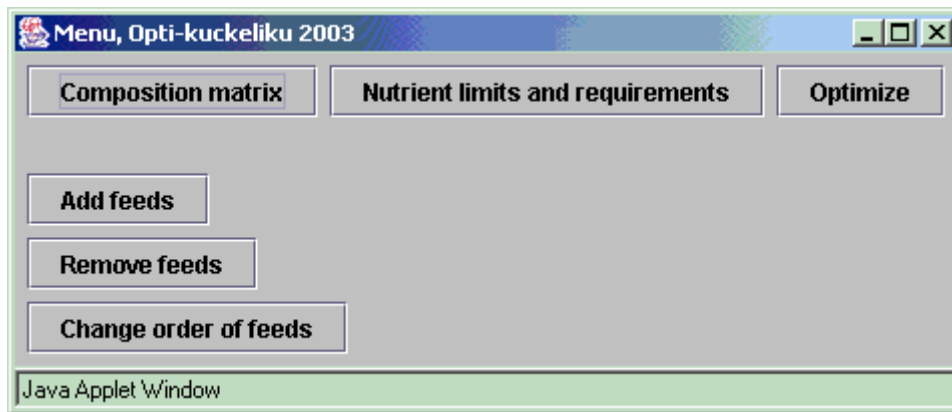 Menu, Opti-kuckeliku 2003
Composition matrix Nutrient limits and requirements Optimize
Add feeds
Remove feeds
Change order of feeds
Java Applet Window